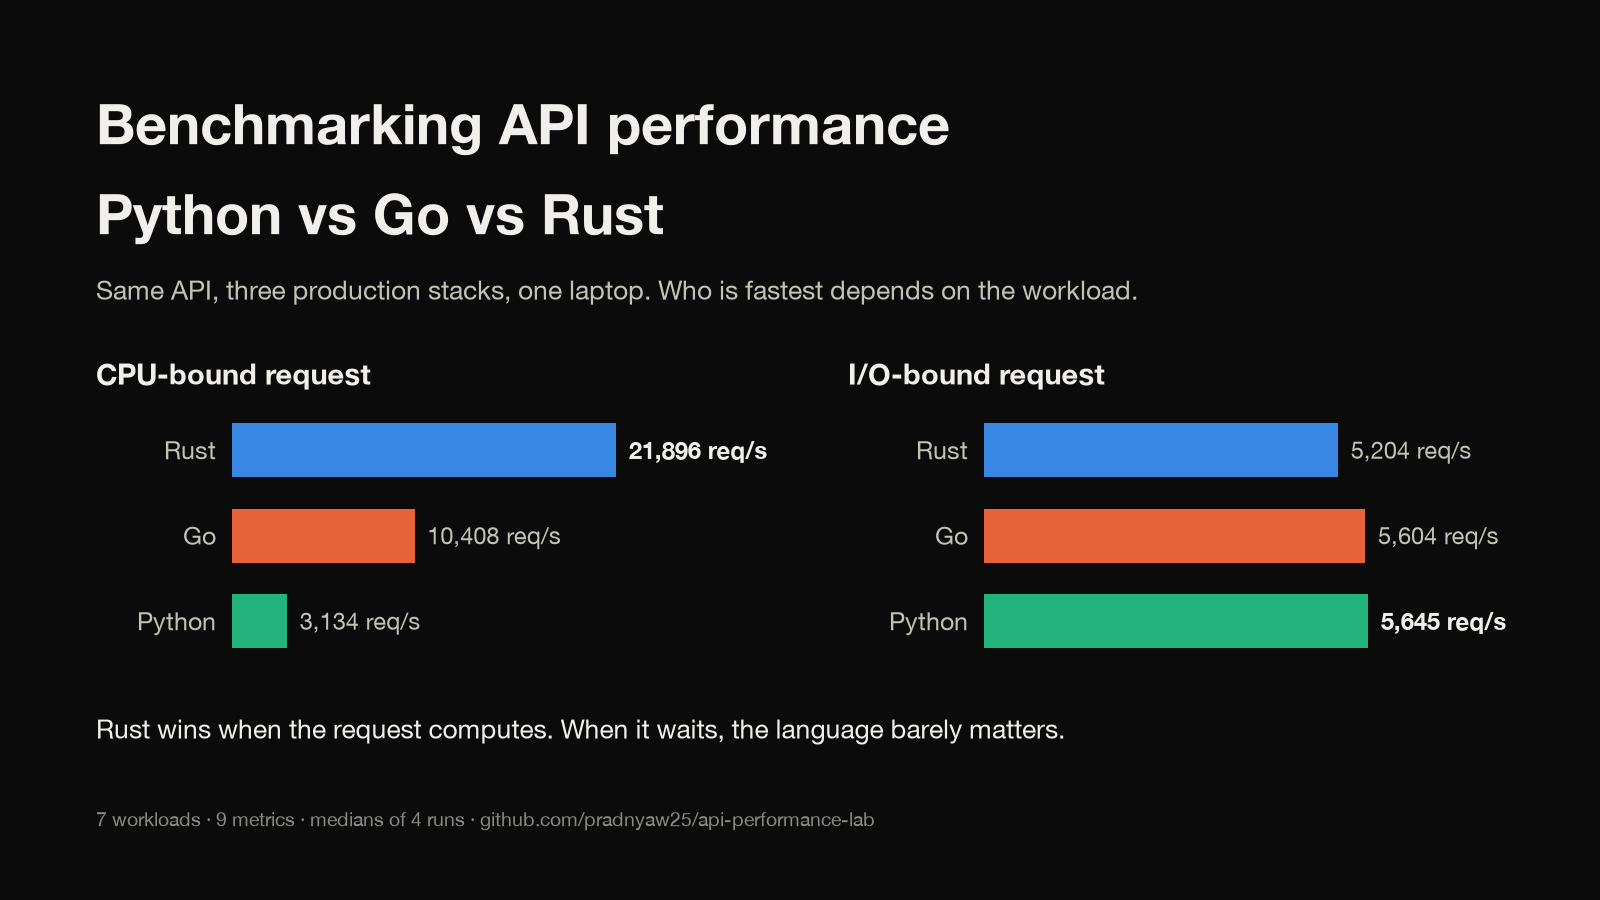 Benchmarking API performance
Python vs Go vs Rust
Same API, three production stacks, one laptop. Who is fastest depends on the workload.
CPU-bound request
Rust 21,896 req/s
Go 10,408 req/s
Python 3,134 req/s
I/O-bound request
Rust 5,204 req/s
Go 5,604 req/s
Python 5,645 req/s
Rust wins when the request computes. When it waits, the language barely matters.
7 workloads · 9 metrics · medians of 4 runs · github.com/pradnyaw25/api-performance-lab